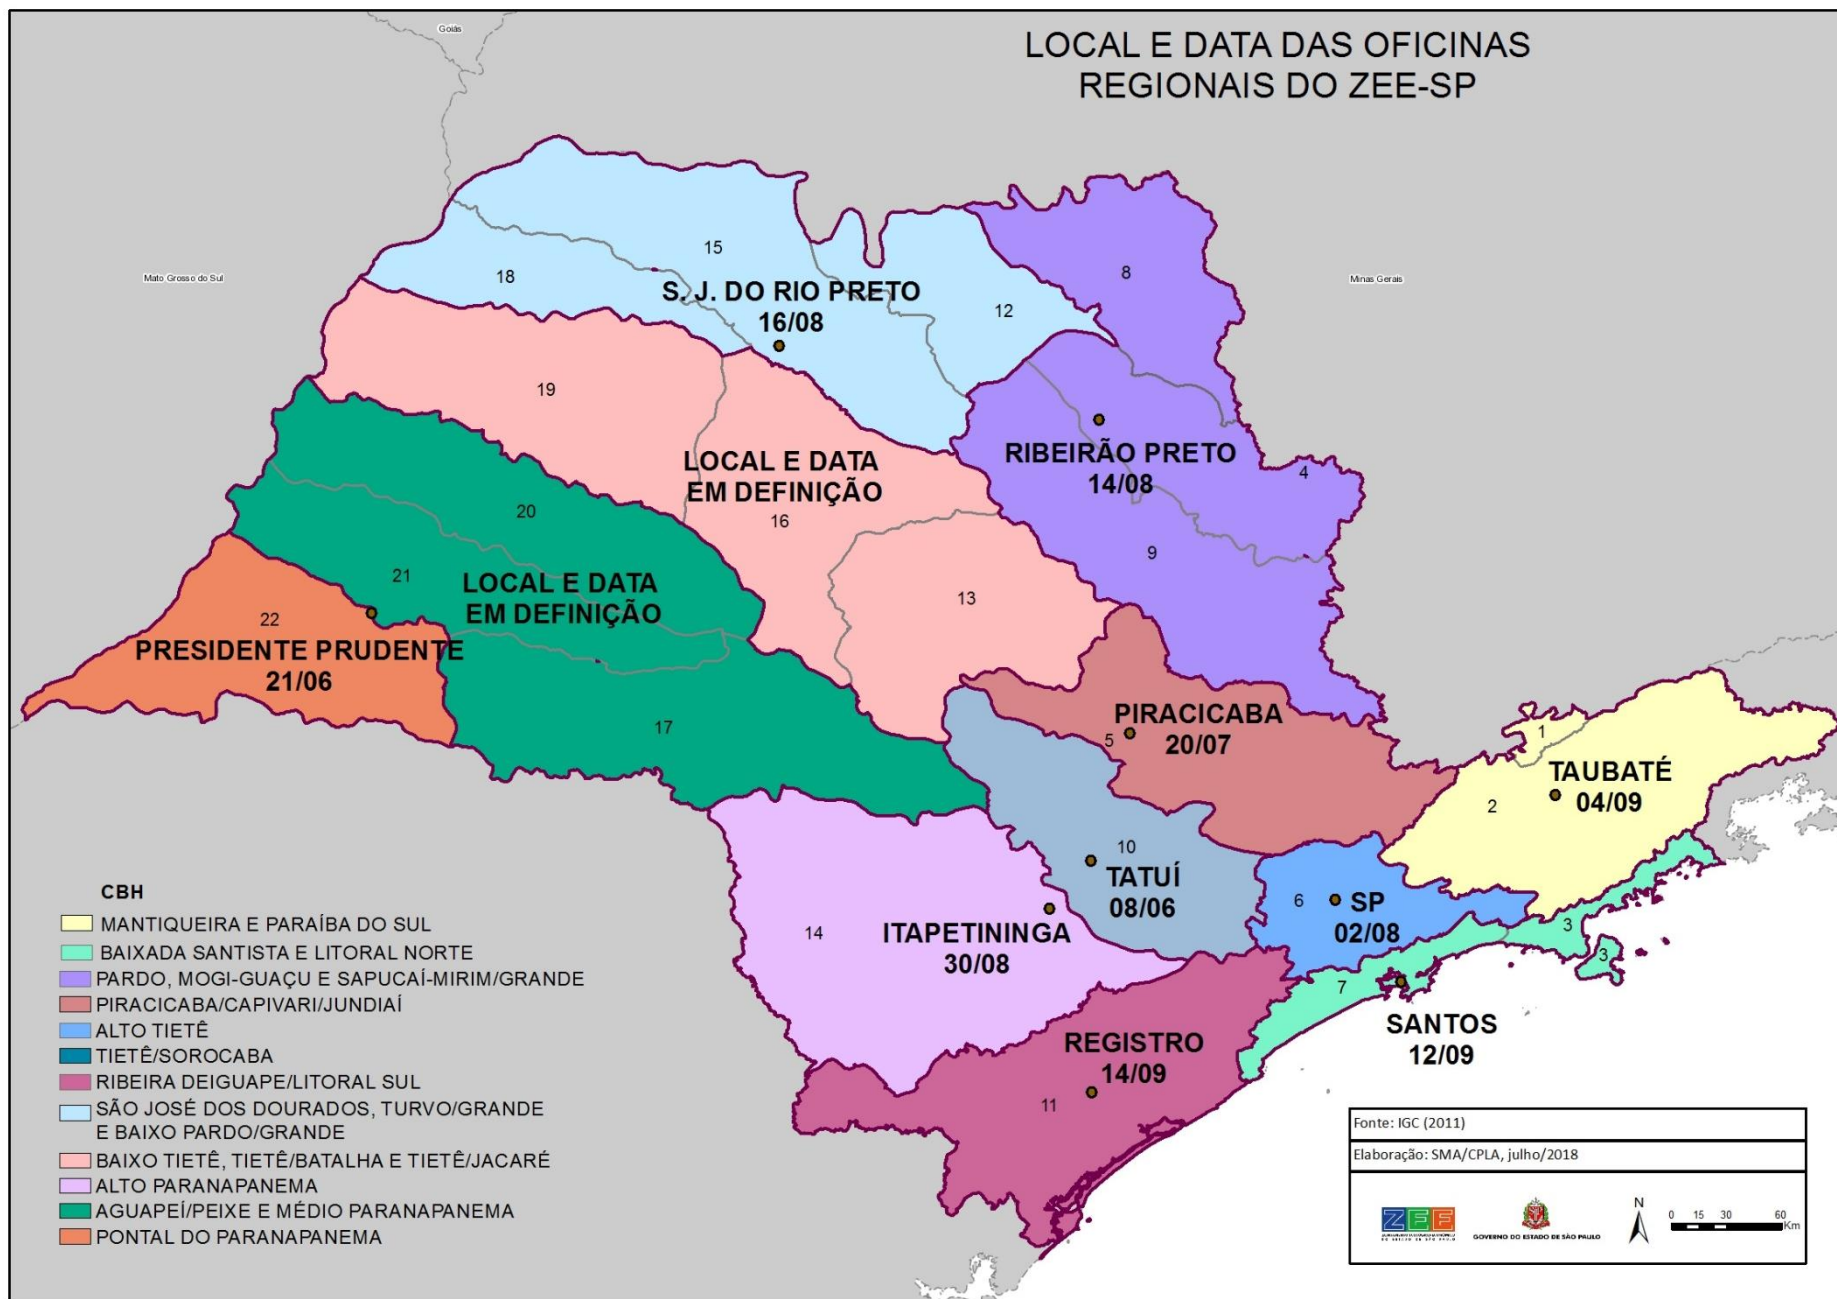 Goiás
LOCAL E DATA DAS OFICINAS
REGIONAIS DO ZEE-SP
Mato Grosso do Sul
Minas Gerais
15
18
8
12
S. J. DO RIO PRETO
16/08
19
RIBEIRÃO PRETO
14/08
4
LOCAL E DATA
EM DEFINIÇÃO
16
20
9
21
LOCAL E DATA
EM DEFINIÇÃO
13
22
PRESIDENTE PRUDENTE
21/06
17
PIRACICABA
20/07
5
1
TAUBATÉ
04/09
2
10
TATUÍ
08/06
6
SP
02/08
14
ITAPETININGA
30/08
3
3
7
SANTOS
12/09
REGISTRO
14/09
11
CBH
MANTIQUEIRA E PARAÍBA DO SUL
BAIXADA SANTISTA E LITORAL NORTE
PARDO, MOGI-GUAÇU E SAPUCAÍ-MIRIM/GRANDE
PIRACICABA/CAPIVARI/JUNDIAÍ
ALTO TIETÊ
TIETÊ/SOROCABA
RIBEIRA DEIGUAPE/LITORAL SUL
SÃO JOSÉ DOS DOURADOS, TURVO/GRANDE
E BAIXO PARDO/GRANDE
BAIXO TIETÊ, TIETÊ/BATALHA E TIETÊ/JACARÉ
ALTO PARANAPANEMA
AGUAPEÍ/PEIXE E MÉDIO PARANAPANEMA
PONTAL DO PARANAPANEMA
Fonte: IGC (2011)
Elaboração: SMA/CPLA, julho/2018
ZEE
GOVERNO DO ESTADO DE SÃO PAULO
N
0 15 30 60
Km